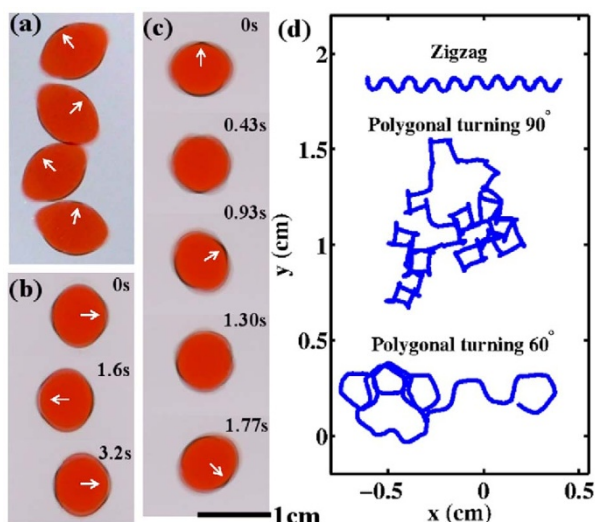 (a)
(b)
0s
1.6s
3.2s
(c)
0s
0.43s
0.93s
1.30s
1.77s
1cm
(d)
Zigzag
Polygonal turning 90°
Polygonal turning 60°
2
1.5
1
0.5
0
y (cm)
−0.5
0
0.5
x (cm)